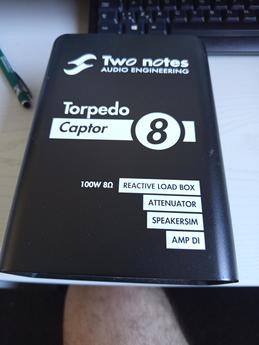 Two notes
AUDIO ENGINEERING
Torpedo
Captor 8
100W 8Ω REACTIVE LOAD BOX
ATTENUATOR
SPEAKERSIM
AMP DI